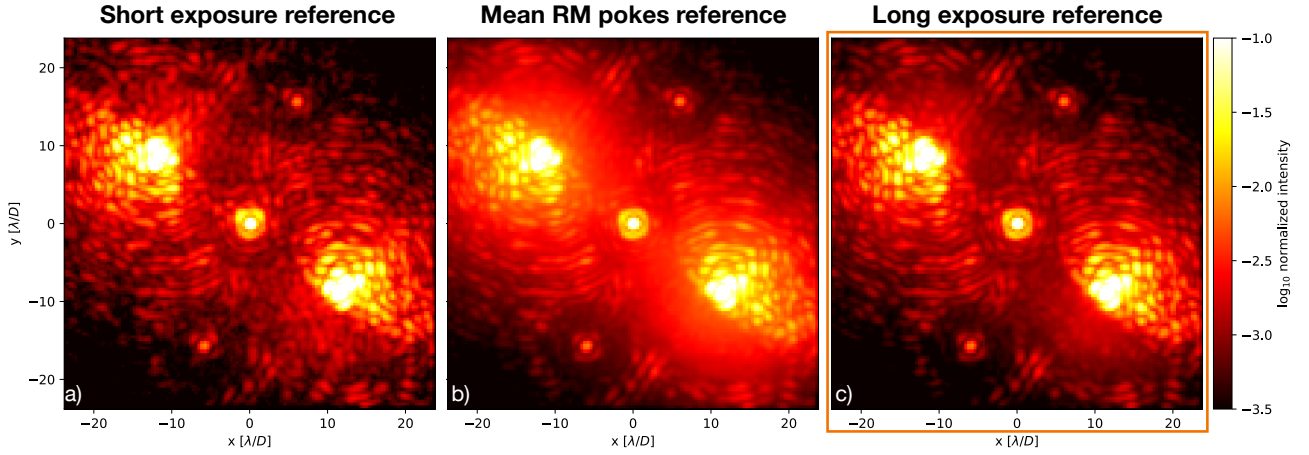 Short exposure reference
Mean RM pokes reference
Long exposure reference
20
10
0
−10
−20
y [λ/D]
a)
b)
c)
−20
−10
0
10
20
−20
−10
0
10
20
−20
−10
0
10
20
x [λ/D]
x [λ/D]
x [λ/D]
−1.0
−1.5
−2.0
−2.5
−3.0
−3.5
log₁₀ normalized intensity